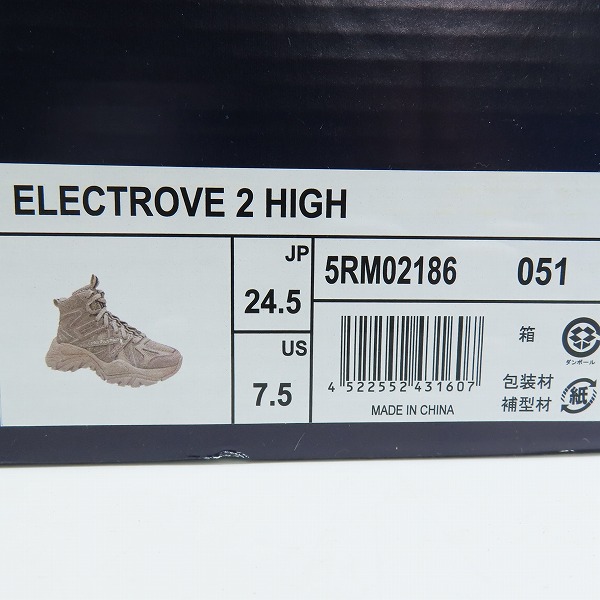 ELECTROVE 2 HIGH
JP
24.5
US
7.5
5RM02186 051
4 522552 431607
MADE IN CHINA
箱
ダンボール
包装材
補型材
紙